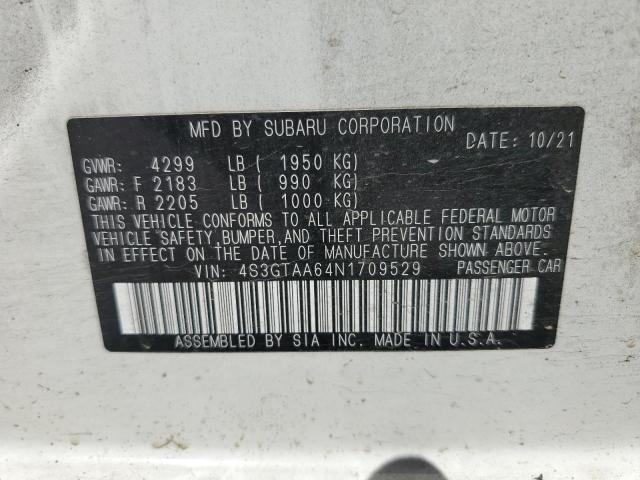 MFD BY SUBARU CORPORATION
DATE: 10/21
GVWR: 4299 LB ( 1950 KG)
GAWR: F 2183 LB ( 990 KG)
GAWR: R 2205 LB ( 1000 KG)
THIS VEHICLE CONFORMS TO ALL APPLICABLE FEDERAL MOTOR
VEHICLE SAFETY, BUMPER, AND THEFT PREVENTION STANDARDS
IN EFFECT ON THE DATE OF MANUFACTURE SHOWN ABOVE.
VIN: 4S3GTAA64N1709529 PASSENGER CAR
ASSEMBLED BY SIA INC. MADE IN U.S.A.